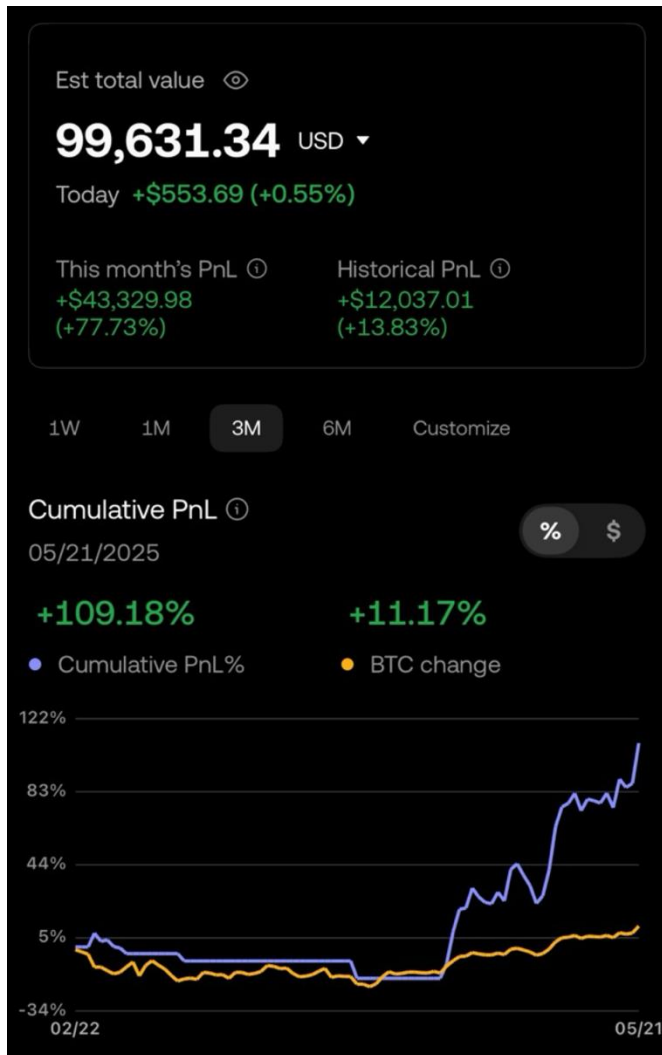 Est total value
99,631.34 USD
Today +$553.69 (+0.55%)
This month's PnL Historical PnL
+$43,329.98 +$12,037.01
(+77.73%) (+13.83%)
1W 1M 3M 6M Customize
Cumulative PnL
% $
05/21/2025
+109.18% +11.17%
Cumulative PnL% BTC change
122%
83%
44%
5%
-34%
02/22 05/21